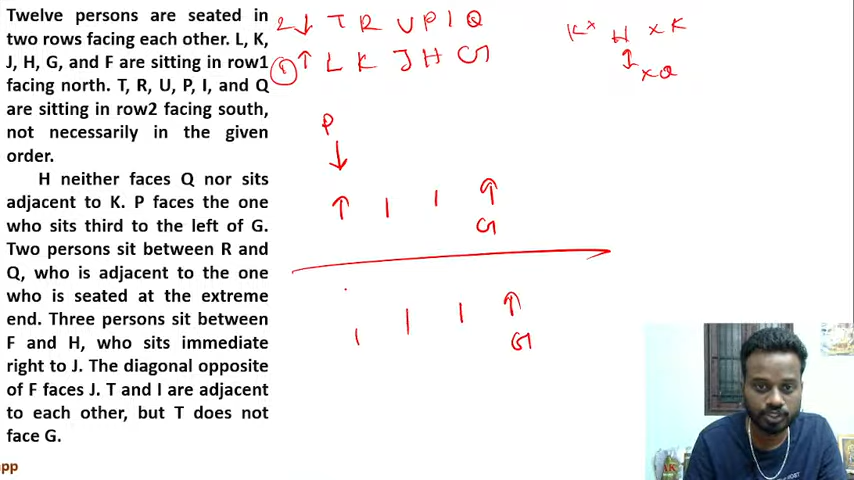 Twelve persons are seated in
two rows facing each other. L, K,
J, H, G, and F are sitting in row1
facing north. T, R, U, P, I, and Q
are sitting in row2 facing south,
not necessarily in the given
order.
H neither faces Q nor sits
adjacent to K. P faces the one
who sits third to the left of G.
Two persons sit between R and
Q, who is adjacent to the one
who is seated at the extreme
end. Three persons sit between
F and H, who sits immediate
right to J. The diagonal opposite
of F faces J. T and I are adjacent
to each other, but T does not
face G.
2 ↓ T R U P I Q
① ↑ L K J H G
K× H ×K
↕
×Q
P
↓
↑ | | ↑
G
| | | ↑
G